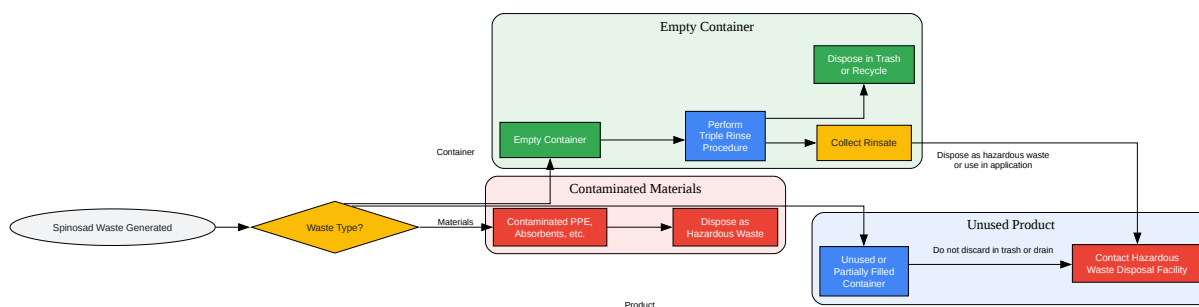 Empty Container
Dispose in Trash
or Recycle
Empty Container
Perform
Triple Rinse
Procedure
Collect Rinsate
Container
Dispose as hazardous waste
or use in application
Contaminated Materials
Spinosad Waste Generated
Waste Type?
Materials
Contaminated PPE,
Absorbents, etc.
Dispose as
Hazardous Waste
Unused Product
Unused or
Partially Filled
Container
Do not discard in trash or drain
Contact Hazardous
Waste Disposal Facility
Product